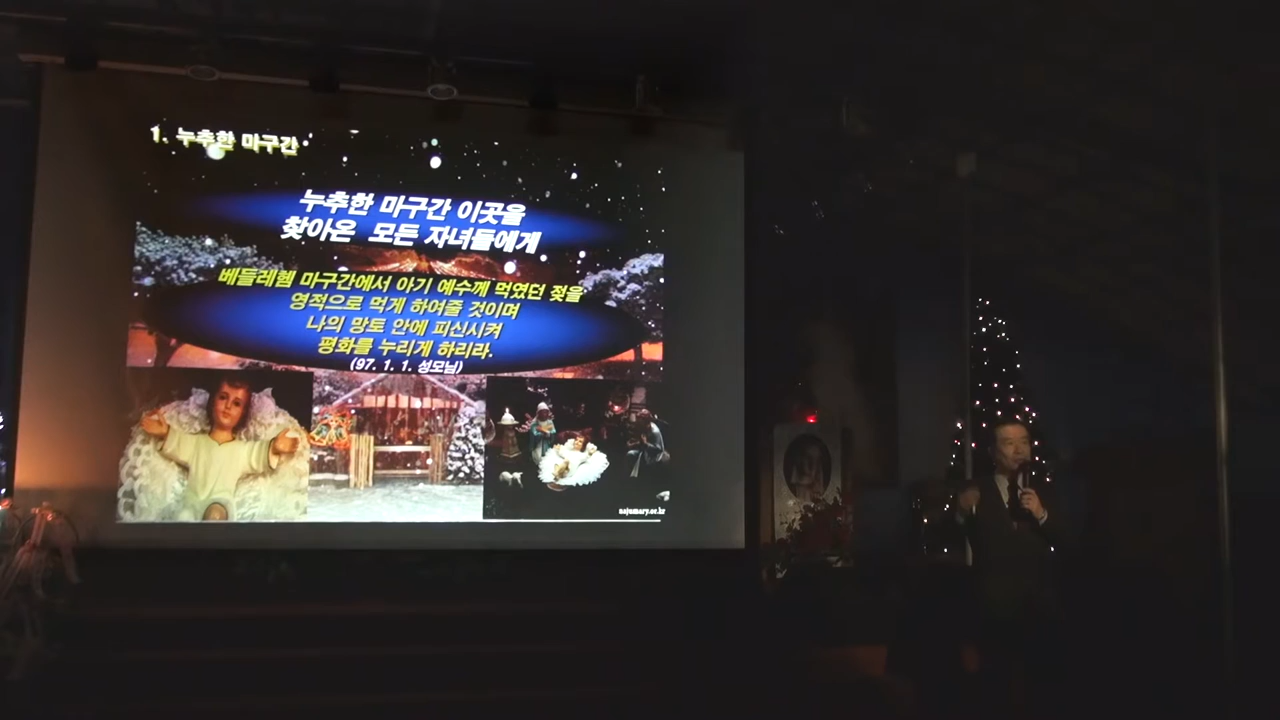 1. 누추한 마구간
누추한 마구간 이곳을
찾아온 모든 자녀들에게
베들레헴 마구간에서 아기 예수께 먹였던 젖을
영적으로 먹게 하여줄 것이며
나의 망토 안에 피신시켜
평화를 누리게 하리라.
(97. 1. 1. 성모님)
najumary.or.kr